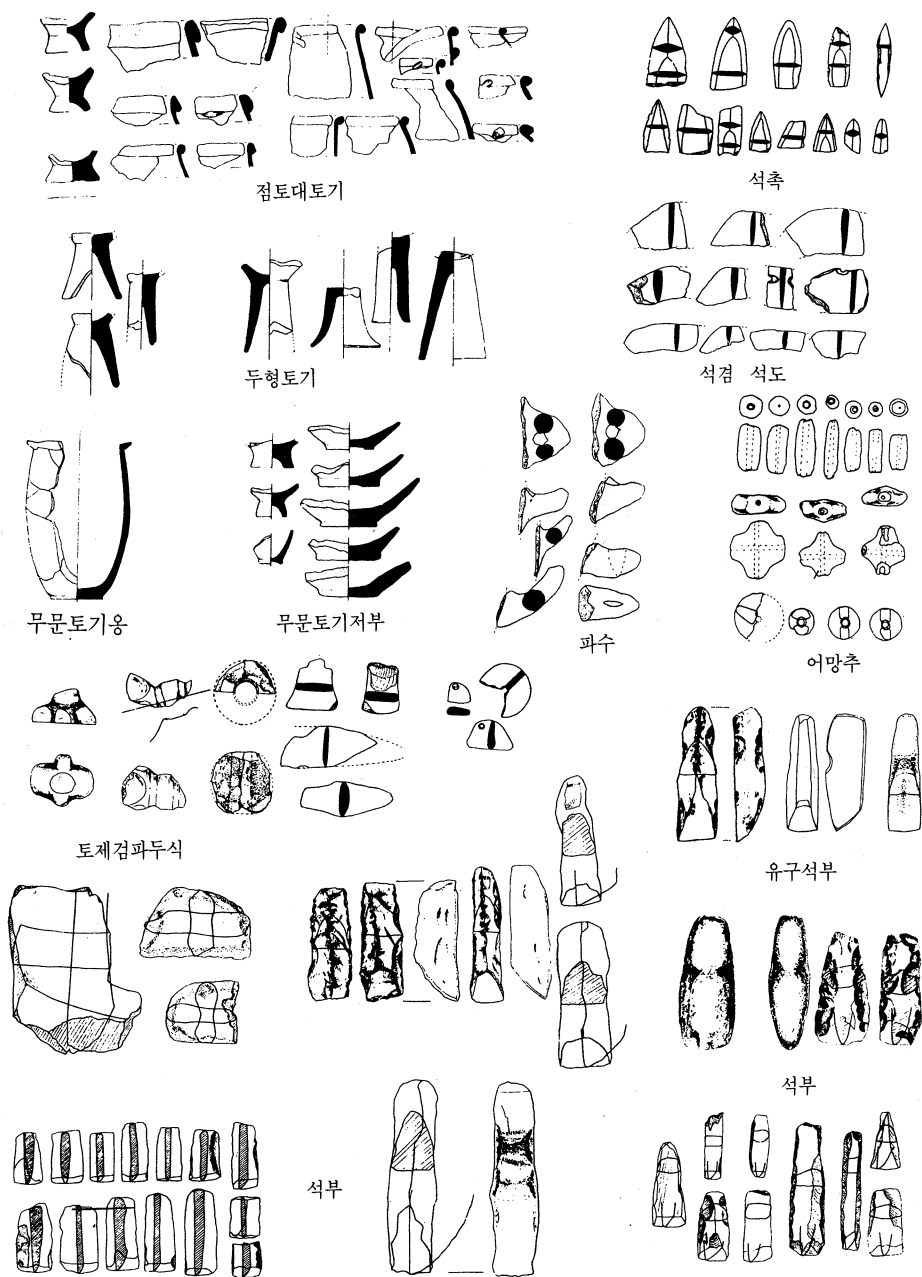 점토대토기
석촉
두형토기
석겸 석도
무문토기옹
무문토기저부
파수
어망추
토제검파두식
유구석부
석부
석부